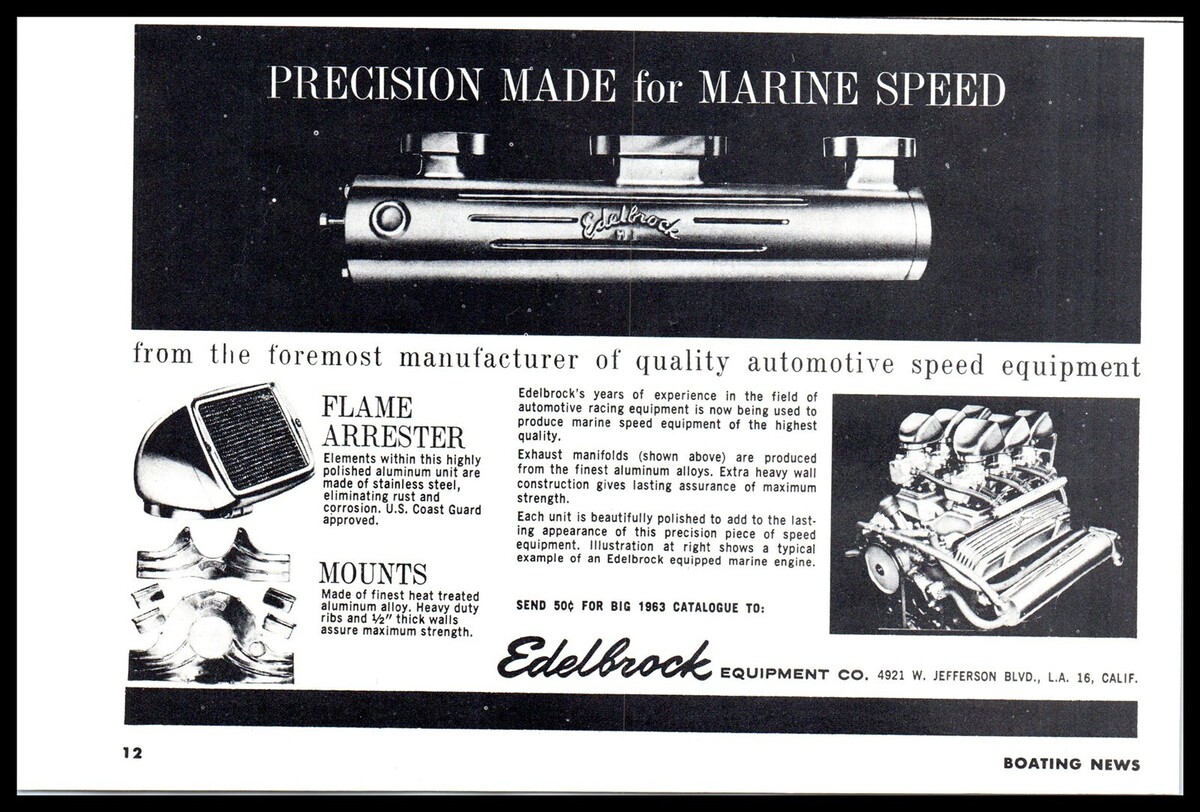 PRECISION MADE for MARINE SPEED
Edelbrock
from the foremost manufacturer of quality automotive speed equipment
FLAME
ARRESTER
Elements within this highly
polished aluminum unit are
made of stainless steel,
eliminating rust and
corrosion. U.S. Coast Guard
approved.
MOUNTS
Made of finest heat treated
aluminum alloy. Heavy duty
ribs and ½" thick walls
assure maximum strength.
Edelbrock's years of experience in the field of
automotive racing equipment is now being used to
produce marine speed equipment of the highest
quality.
Exhaust manifolds (shown above) are produced
from the finest aluminum alloys. Extra heavy wall
construction gives lasting assurance of maximum
strength.
Each unit is beautifully polished to add to the last-
ing appearance of this precision piece of speed
equipment. Illustration at right shows a typical
example of an Edelbrock equipped marine engine.
SEND 50¢ FOR BIG 1963 CATALOGUE TO:
Edelbrock EQUIPMENT CO. 4921 W. JEFFERSON BLVD., L.A. 16, CALIF.
12
BOATING NEWS